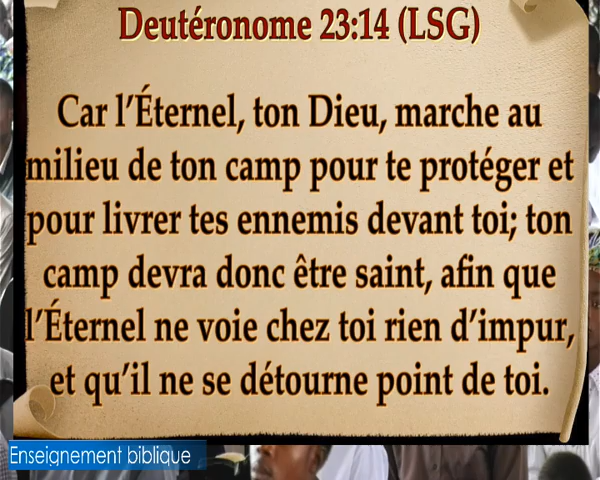 Deutéronome 23:14 (LSG)
Car l’Éternel, ton Dieu, marche au
milieu de ton camp pour te protéger et
pour livrer tes ennemis devant toi; ton
camp devra donc être saint, afin que
l’Éternel ne voie chez toi rien d’impur,
et qu’il ne se détourne point de toi.
Enseignement biblique